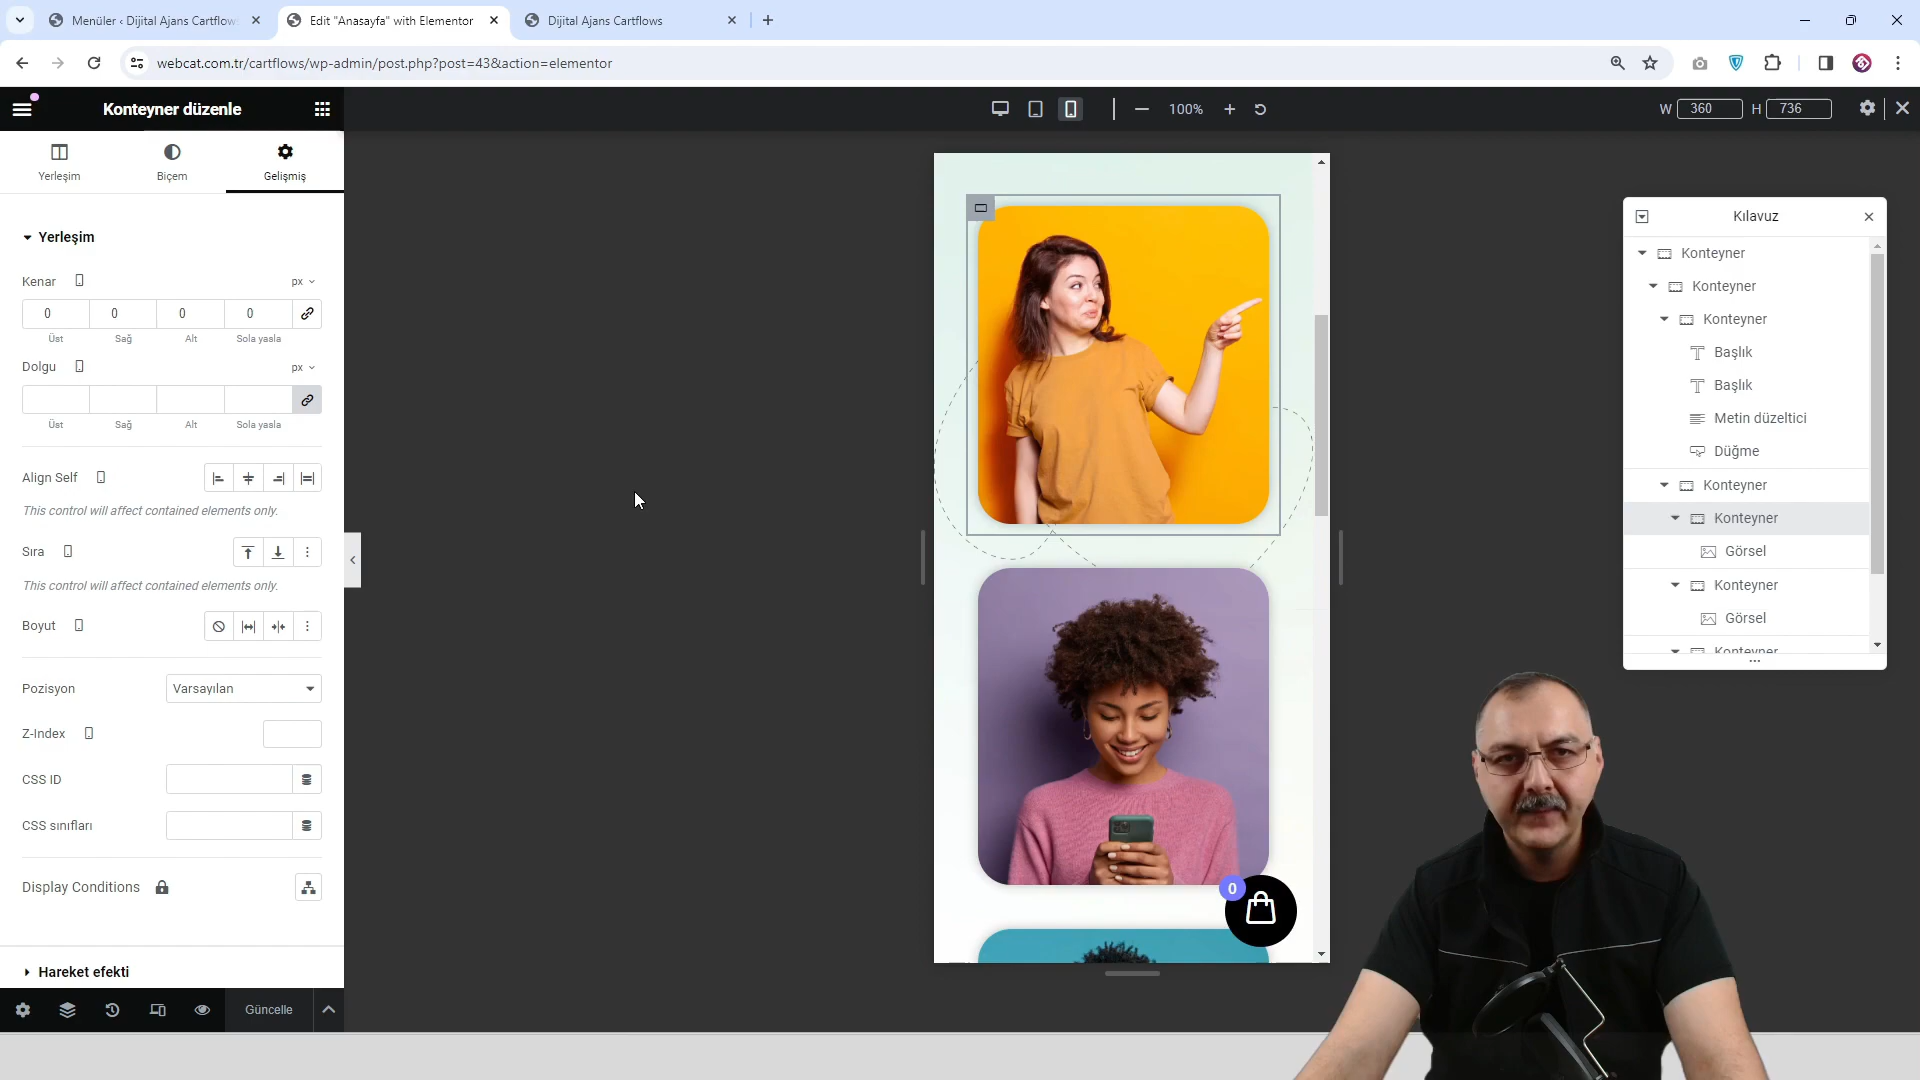 Menüler ‹ Dijital Ajans Cartflow
Edit "Anasayfa" with Elementor
Dijital Ajans Cartflows
webcat.com.tr/cartflows/wp-admin/post.php?post=43&action=elementor
Konteyner düzenle
100%
W 360 H 736
Yerleşim Biçem Gelişmiş
Yerleşim
Kenar px
0 0 0 0
Üst Sağ Alt Sola yasla
Dolgu px
Üst Sağ Alt Sola yasla
Align Self
This control will affect contained elements only.
Sıra
This control will affect contained elements only.
Boyut
Pozisyon Varsayılan
Z-Index
CSS ID
CSS sınıfları
Display Conditions
Hareket efekti
Güncelle
0
Kılavuz
Konteyner
Konteyner
Konteyner
Başlık
Başlık
Metin düzeltici
Düğme
Konteyner
Konteyner
Görsel
Konteyner
Görsel
Konteyner